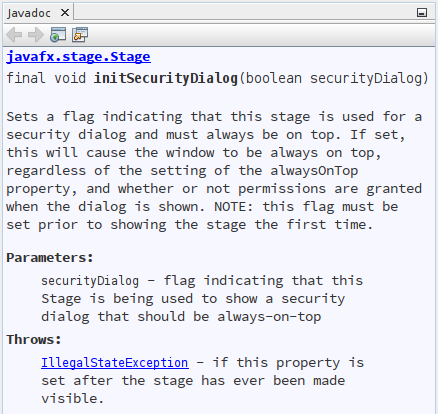 Javadoc
javafx.stage.Stage
final void initSecurityDialog(boolean securityDialog)
Sets a flag indicating that this stage is used for a
security dialog and must always be on top. If set,
this will cause the window to be always on top,
regardless of the setting of the alwaysOnTop
property, and whether or not permissions are granted
when the dialog is shown. NOTE: this flag must be
set prior to showing the stage the first time.
Parameters:
securityDialog - flag indicating that this
Stage is being used to show a security
dialog that should be always-on-top
Throws:
IllegalStateException - if this property is
set after the stage has ever been made
visible.